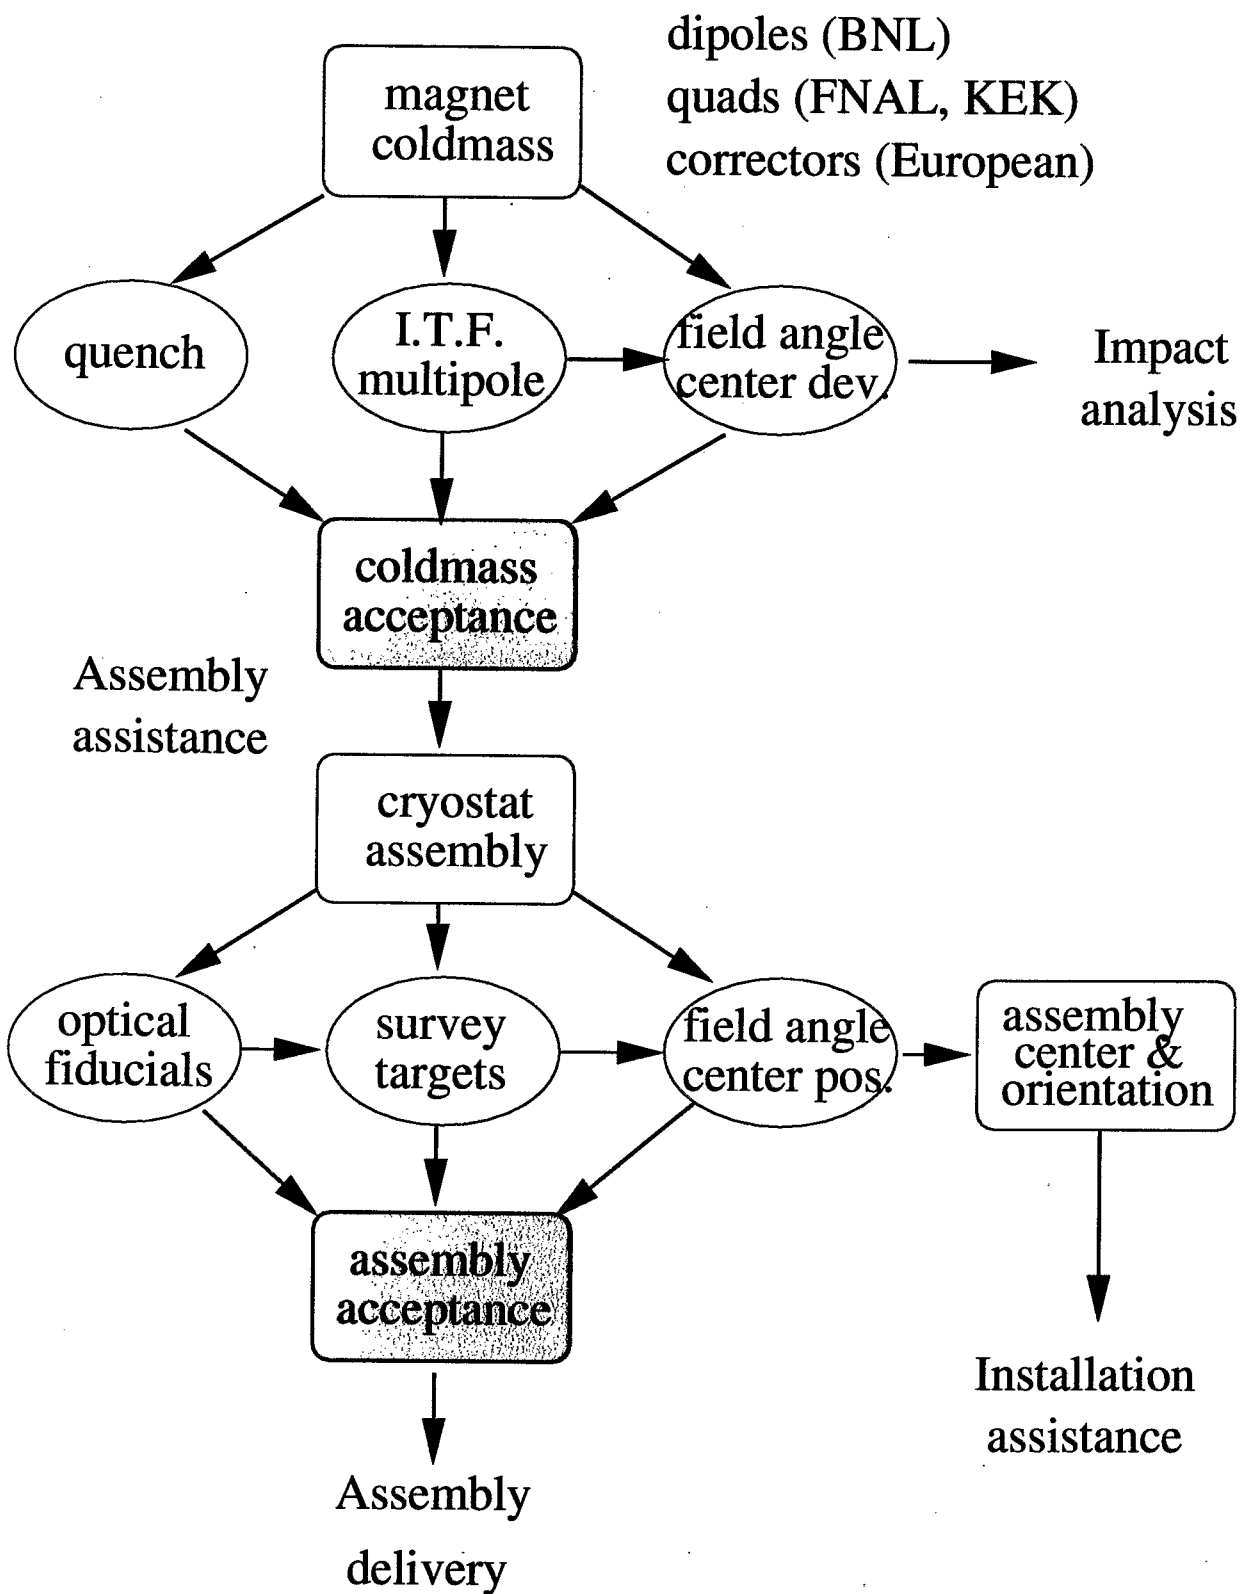 dipoles (BNL)
quads (FNAL, KEK)
correctors (European)
magnet
coldmass
quench
I.T.F.
multipole
field angle
center dev.
Impact
analysis
coldmass
acceptance
Assembly
assistance
cryostat
assembly
optical
fiducials
survey
targets
field angle
center pos.
assembly
center &
orientation
assembly
acceptance
Installation
assistance
Assembly
delivery